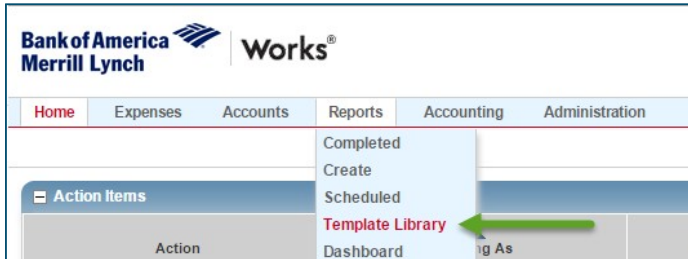 Bank of America
Merrill Lynch
Works®
Home Expenses Accounts Reports Accounting Administration
Completed
Create
Action Items
Scheduled
Template Library
Action
Dashboard
As